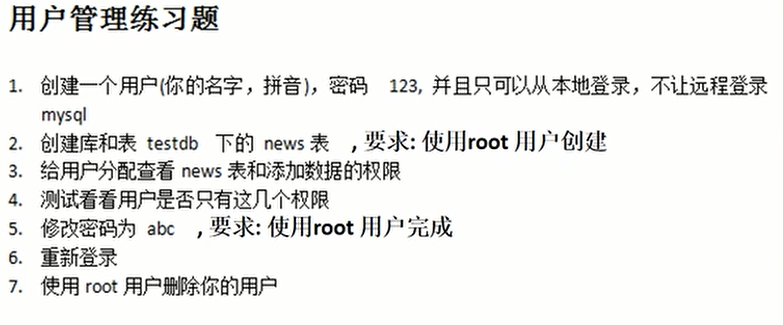 用户管理练习题
1. 创建一个用户(你的名字，拼音)，密码 123, 并且只可以从本地登录，不让远程登录
mysql
2. 创建库和表 testdb 下的 news 表 , 要求: 使用root 用户创建
3. 给用户分配查看 news 表和添加数据的权限
4. 测试看看用户是否只有这几个权限
5. 修改密码为 abc , 要求: 使用root 用户完成
6. 重新登录
7. 使用 root 用户删除你的用户